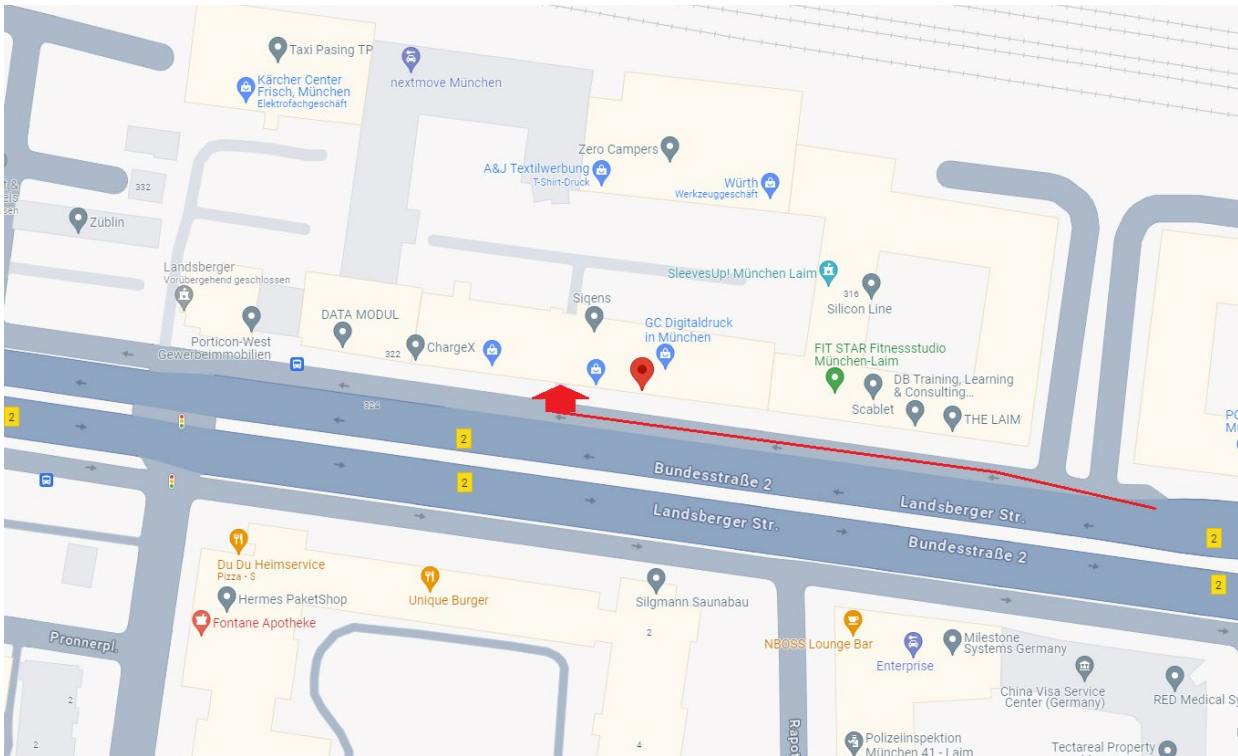 Taxi Pasing TP
Kärcher Center
Frisch, München
Elektrofachgeschäft
nextmove München
Zero Campers
A&J Textilwerbung
T-Shirt-Druck
Würth
Werkzeuggeschäft
332
Züblin
Landsberger
Vorübergehend geschlossen
SleevesUp! München Laim
316
Silicon Line
Siqens
DATA MODUL
GC Digitaldruck
in München
Porticon-West
Gewerbeimmobilien
322
ChargeX
FIT STAR Fitnessstudio
München-Laim
DB Training, Learning
& Consulting...
Scablet
THE LAIM
324
2
2
2
Bundesstraße 2
Landsberger Str.
Landsberger Str.
Bundesstraße 2
2
2
Du Du Heimservice
Pizza · $
Hermes PaketShop
Fontane Apotheke
Unique Burger
Silgmann Saunabau
2
Pronnerpl.
NBOSS Lounge Bar
Enterprise
Milestone
Systems Germany
China Visa Service
Center (Germany)
RED Medical Sy
2
2
4
Polizeiinspektion
München 41 - Laim
Tectareal Property